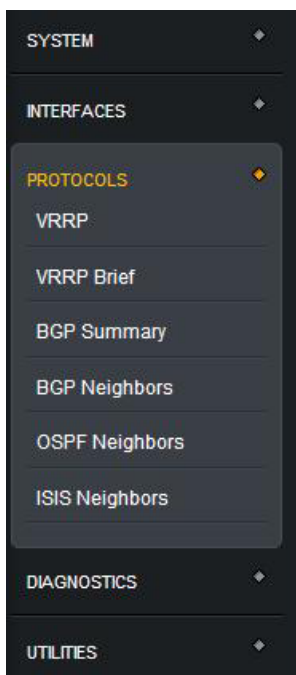 SYSTEM
INTERFACES
PROTOCOLS
VRRP
VRRP Brief
BGP Summary
BGP Neighbors
OSPF Neighbors
ISIS Neighbors
DIAGNOSTICS
UTILITIES